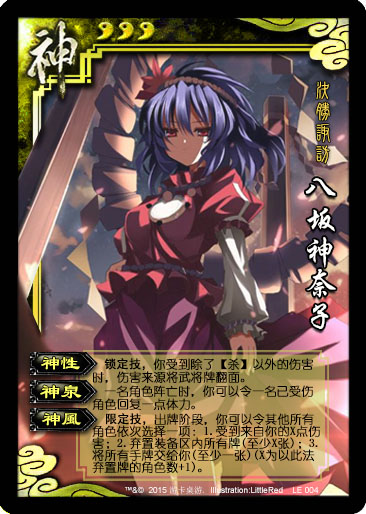 神
決勝諏訪
八坂神奈子
神性
锁定技，你受到除了【杀】以外的伤害
时，伤害来源将武将牌翻面。
神泉
一名角色阵亡时，你可以令一名已受伤
角色回复一点体力。
神風
限定技，出牌阶段，你可以令其他所有
角色依次选择一项：1.受到来自你的X点伤
害；2.弃置装备区内所有牌(至少X张)；3.
将所有手牌交给你(至少一张)(X为以此法
弃置牌的角色数+1)。
™&© 2015 游卡桌游. Illustration:LittleRed LE 004